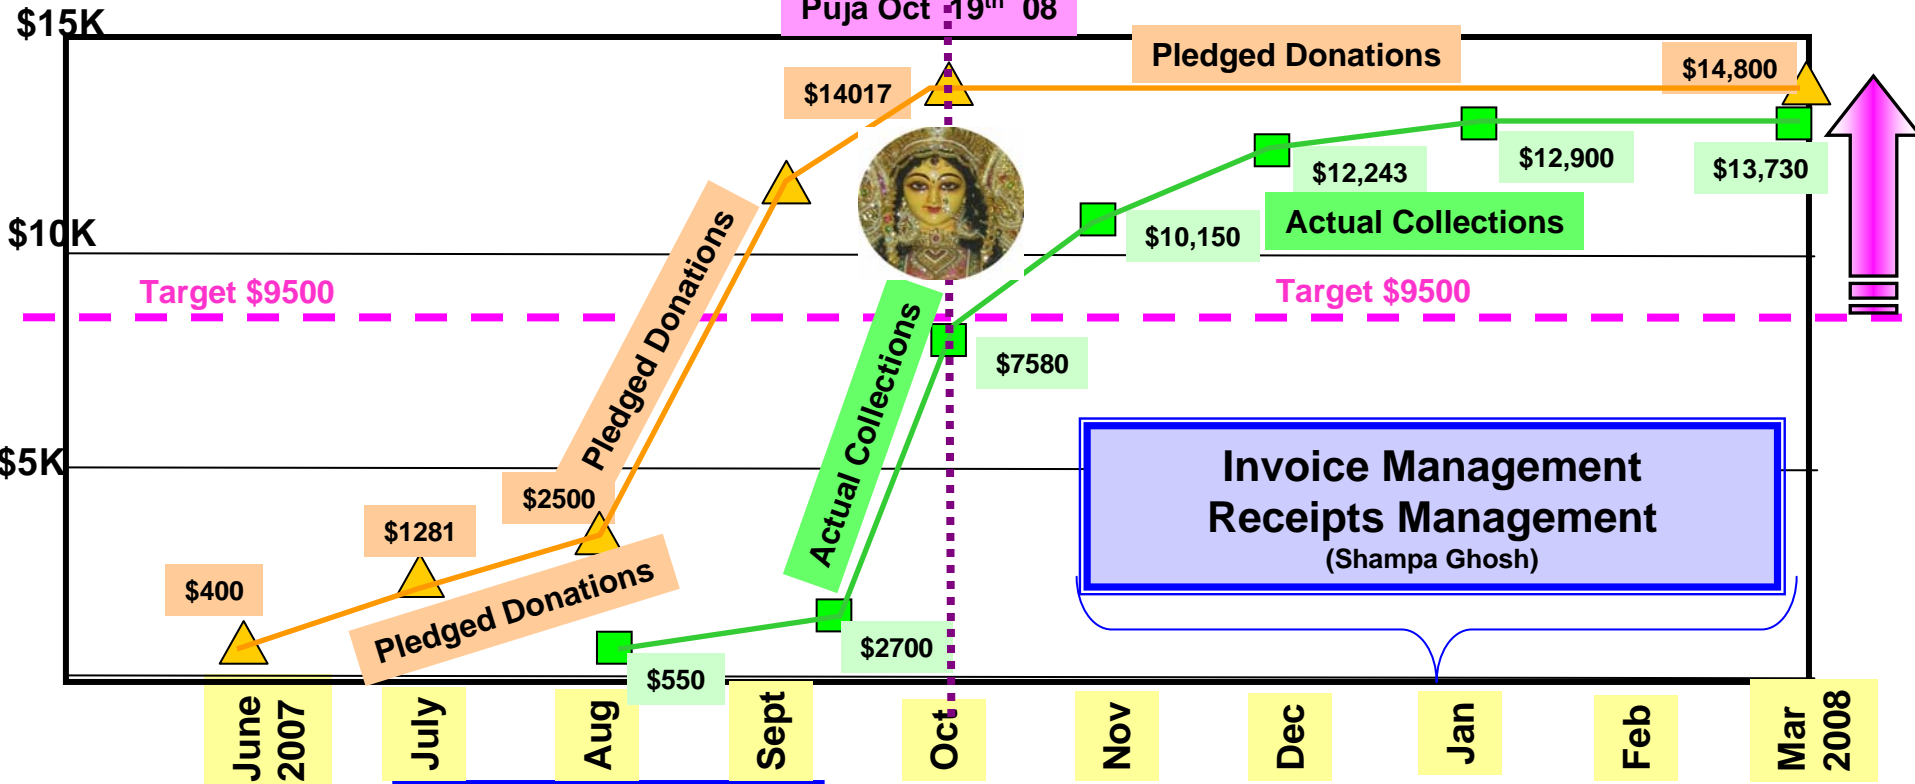 Puja Oct 19th 08
$15K
Pledged Donations
$14,800
$14017
$12,900
$12,243
$13,730
Actual Collections
$10,150
$10K
Target $9500
Target $9500
Pledged Donations
Actual Collections
$7580
$5K
$2500
$1281
$400
Pledged Donations
$2700
$550
Invoice Management
Receipts Management
(Shampa Ghosh)
June
2007
July
Aug
Sept
Oct
Nov
Dec
Jan
Feb
Mar
2008